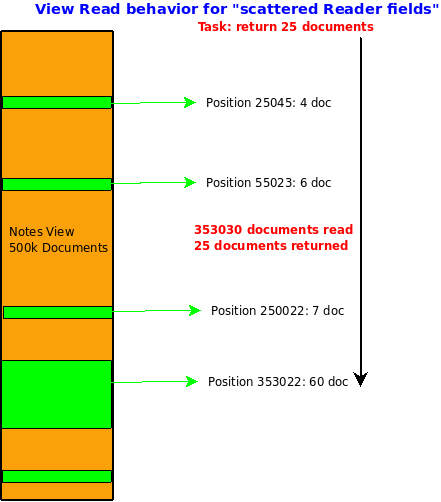 View Read behavior for "scattered Reader fields"
Task: return 25 documents
Position 25045: 4 doc
Position 55023: 6 doc
Notes View
500k Documents
353030 documents read
25 documents returned
Position 250022: 7 doc
Position 353022: 60 doc